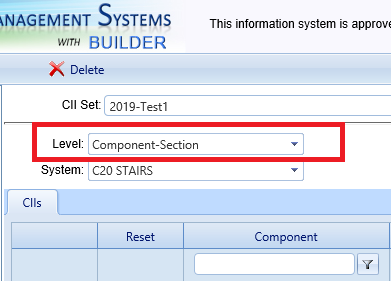 MANAGEMENT SYSTEMS
WITH BUILDER
This information system is approve
Delete
CII Set: 2019-Test1
Level: Component-Section
System: C20 STAIRS
CIIs
Reset Component